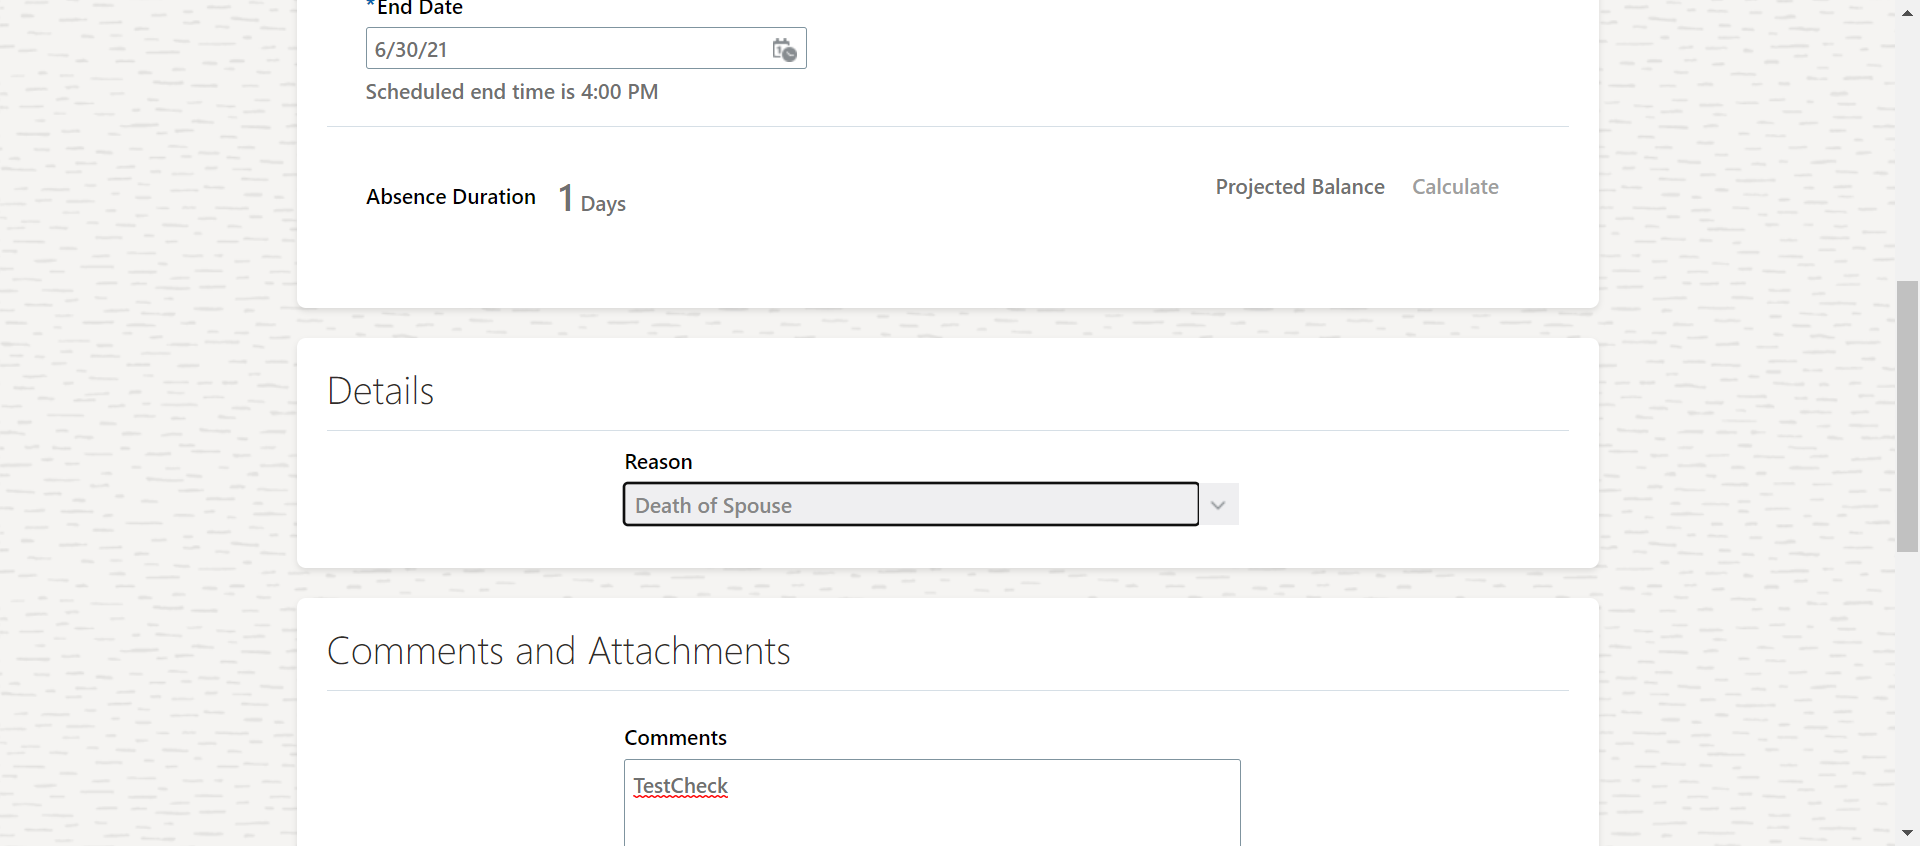 *End Date
6/30/21
Scheduled end time is 4:00 PM
Absence Duration 1 Days
Projected Balance Calculate
Details
Reason
Death of Spouse
Comments and Attachments
Comments
TestCheck